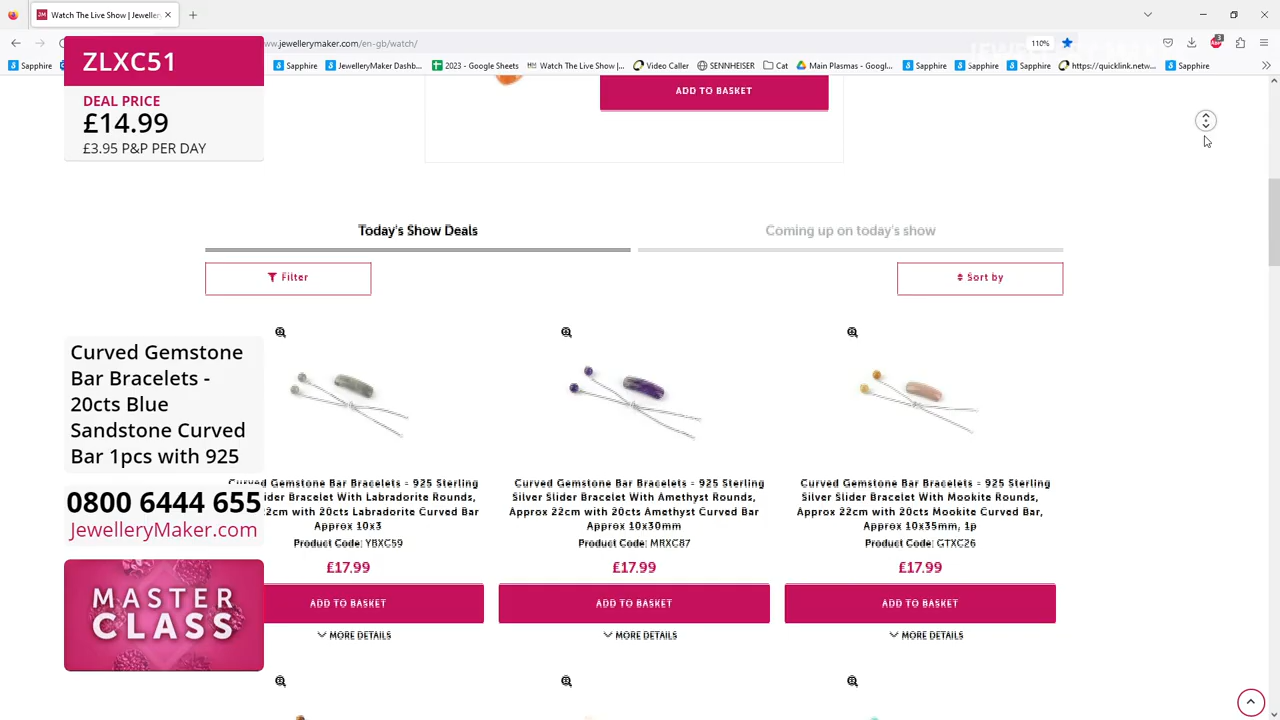 Watch The Live Show | Jeweller
ww.jewellerymaker.com/en-gb/watch/
110%
3
Sapphire
Sapphire
JewelleryMaker Dashb...
2023 - Google Sheets
Watch The Live Show |...
Video Caller
SENNHEISER
Cat
Main Plasmas - Googl...
Sapphire
Sapphire
Sapphire
https://quicklink.netw...
Sapphire
ZLXC51
DEAL PRICE
£14.99
£3.95 P&P PER DAY
ADD TO BASKET
Today's Show Deals
Coming up on today's show
Filter
Sort by
Curved Gemstone
Bar Bracelets -
20cts Blue
Sandstone Curved
Bar 1pcs with 925
0800 6444 655
JewelleryMaker.com
MASTER
CLASS
Curved Gemstone Bar Bracelets - 925 Sterling
lider Bracelet With Labradorite Rounds,
2cm with 20cts Labradorite Curved Bar
Approx 10x3
Product Code: YBXC59
£17.99
ADD TO BASKET
MORE DETAILS
Curved Gemstone Bar Bracelets - 925 Sterling
Silver Slider Bracelet With Amethyst Rounds,
Approx 22cm with 20cts Amethyst Curved Bar
Approx 10x30mm
Product Code: MRXC87
£17.99
ADD TO BASKET
MORE DETAILS
Curved Gemstone Bar Bracelets - 925 Sterling
Silver Slider Bracelet With Mookite Rounds,
Approx 22cm with 20cts Mookite Curved Bar,
Approx 10x35mm, 1p
Product Code: GTXC26
£17.99
ADD TO BASKET
MORE DETAILS